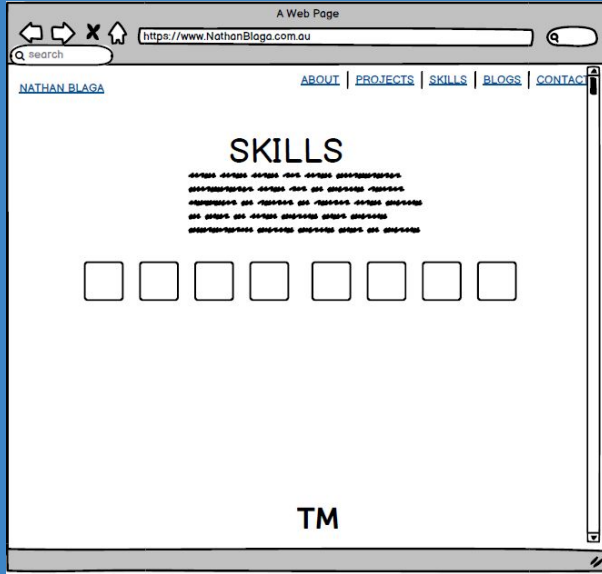 A Web Page
https://www.NathanBlaga.com.au
search
NATHAN BLAGA
ABOUT | PROJECTS | SKILLS | BLOGS | CONTACT
SKILLS
TM